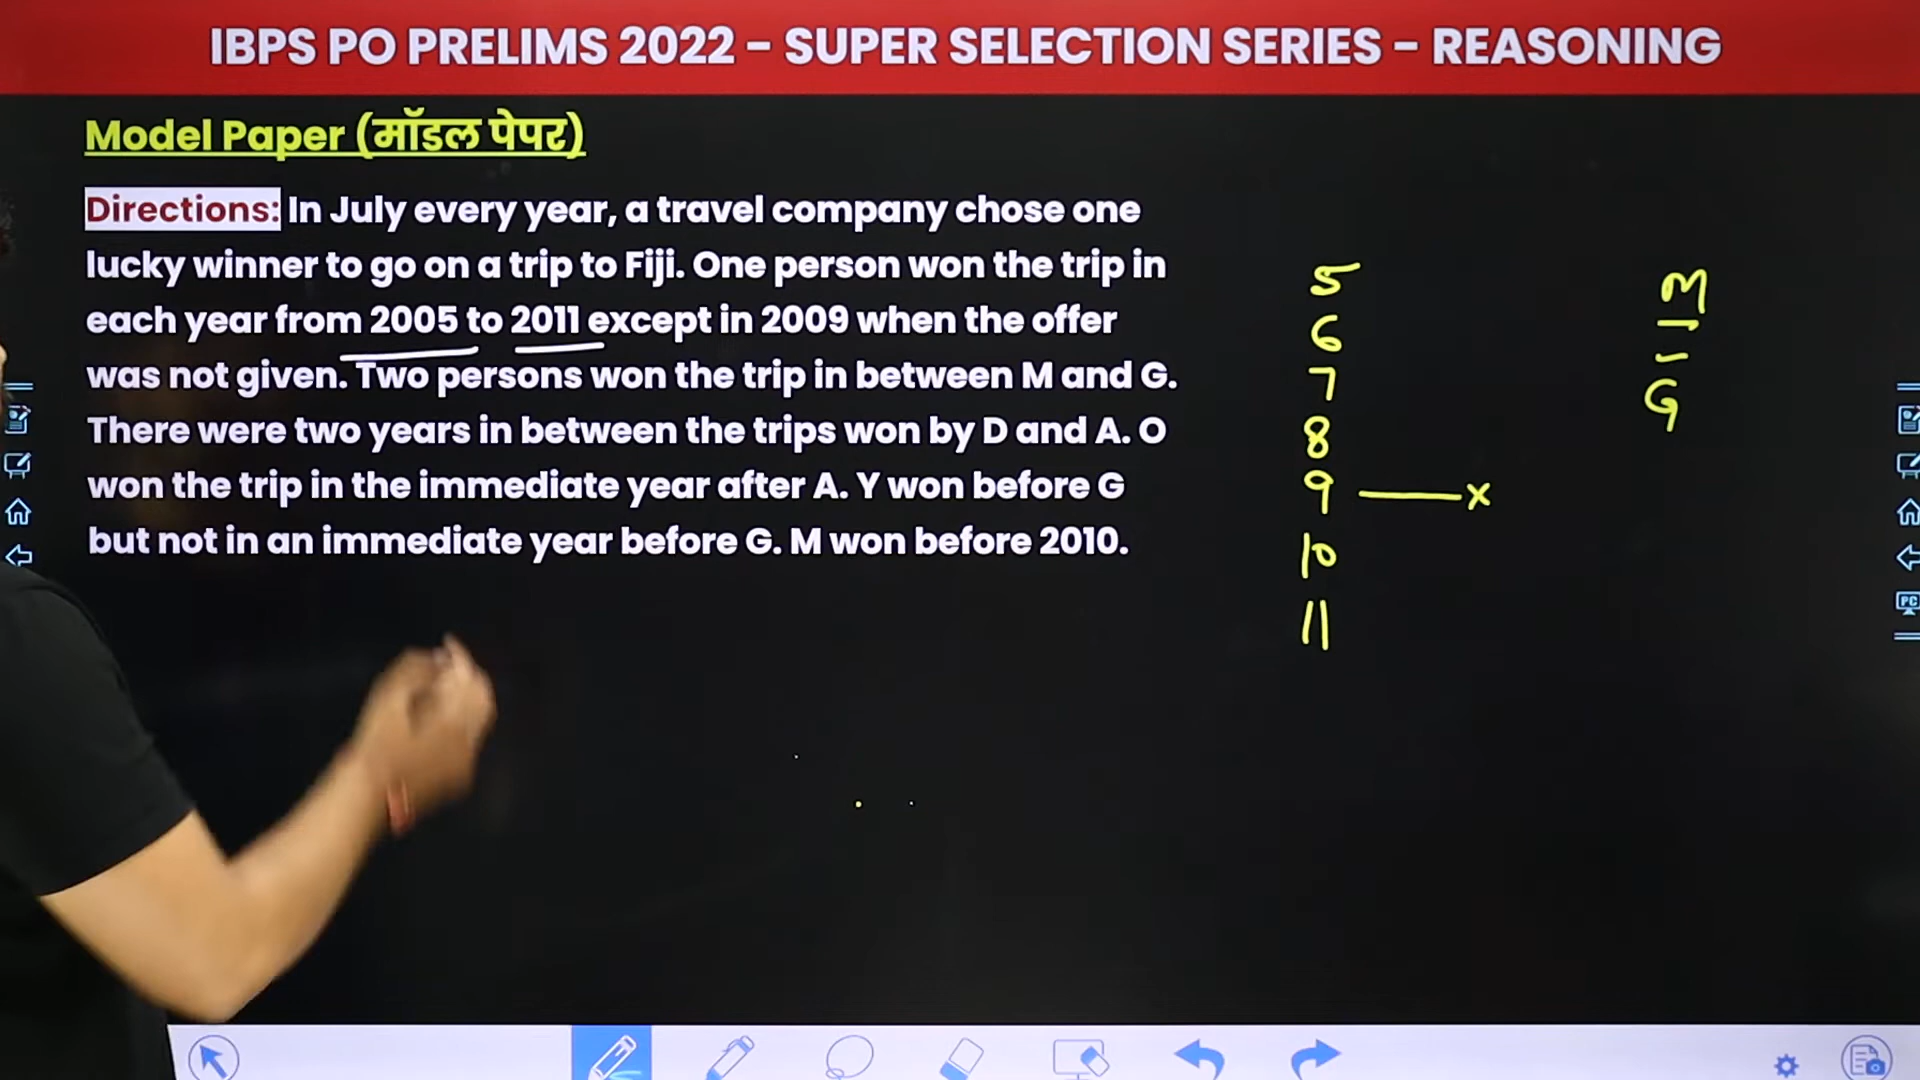 IBPS PO PRELIMS 2022 - SUPER SELECTION SERIES - REASONING
Model Paper (मॉडल पेपर)
Directions: In July every year, a travel company chose one
lucky winner to go on a trip to Fiji. One person won the trip in
each year from 2005 to 2011 except in 2009 when the offer
was not given. Two persons won the trip in between M and G.
There were two years in between the trips won by D and A. O
won the trip in the immediate year after A. Y won before G
but not in an immediate year before G. M won before 2010.
5
6
7
8
9 — x
10
11
M
–
–
G
PC